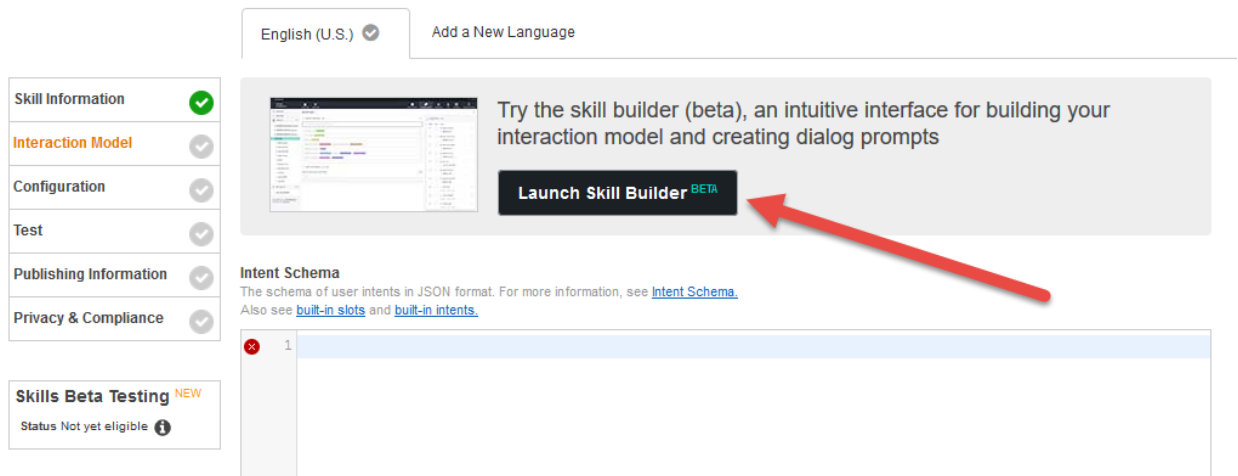 English (U.S.)
Add a New Language
Skill Information
Interaction Model
Configuration
Test
Publishing Information
Privacy & Compliance
Skills Beta Testing NEW
Status Not yet eligible
Try the skill builder (beta), an intuitive interface for building your
interaction model and creating dialog prompts
Launch Skill Builder BETA
Intent Schema
The schema of user intents in JSON format. For more information, see Intent Schema.
Also see built-in slots and built-in intents.
1